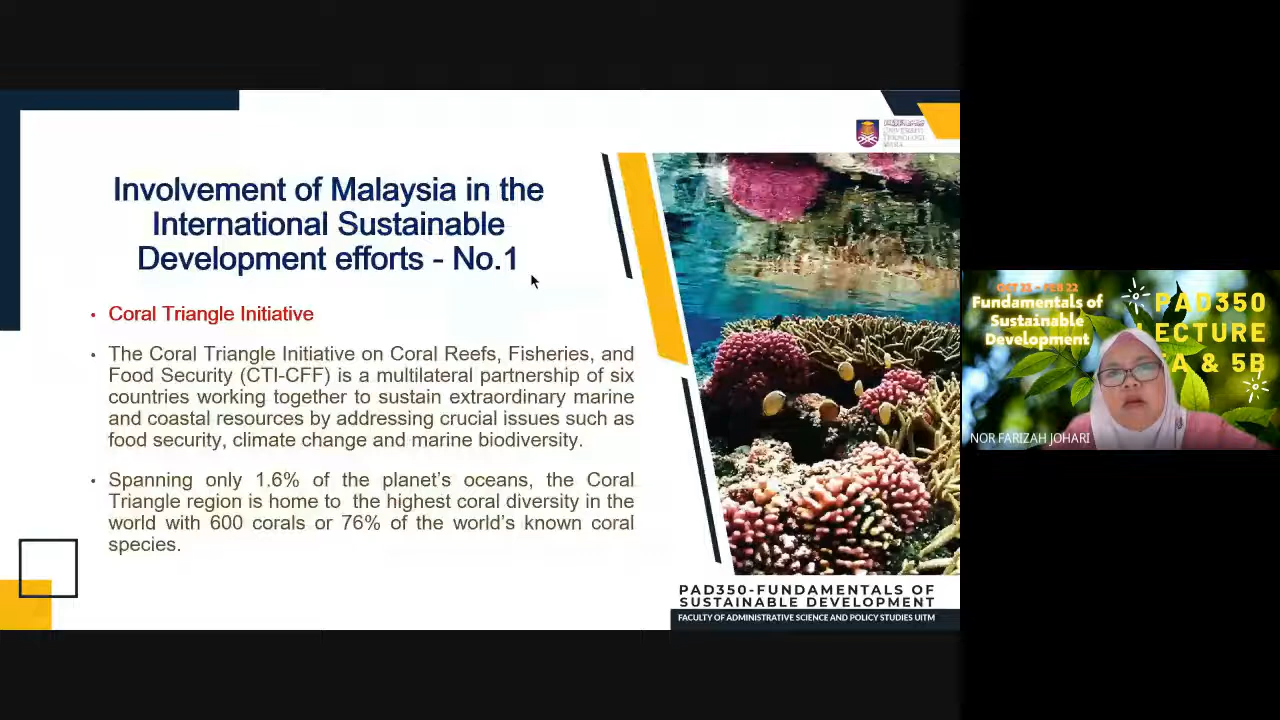 Involvement of Malaysia in the
International Sustainable
Development efforts - No.1
• Coral Triangle Initiative
• The Coral Triangle Initiative on Coral Reefs, Fisheries, and
Food Security (CTI-CFF) is a multilateral partnership of six
countries working together to sustain extraordinary marine
and coastal resources by addressing crucial issues such as
food security, climate change and marine biodiversity.
• Spanning only 1.6% of the planet's oceans, the Coral
Triangle region is home to the highest coral diversity in the
world with 600 corals or 76% of the world's known coral
species.
PAD350-FUNDAMENTALS OF
SUSTAINABLE DEVELOPMENT
FACULTY OF ADMINISTRATIVE SCIENCE AND POLICY STUDIES UITM
Fundamentals of
Sustainable
Development
PAD350
LECTURE
A & 5B
NOR FARIZAH JOHARI